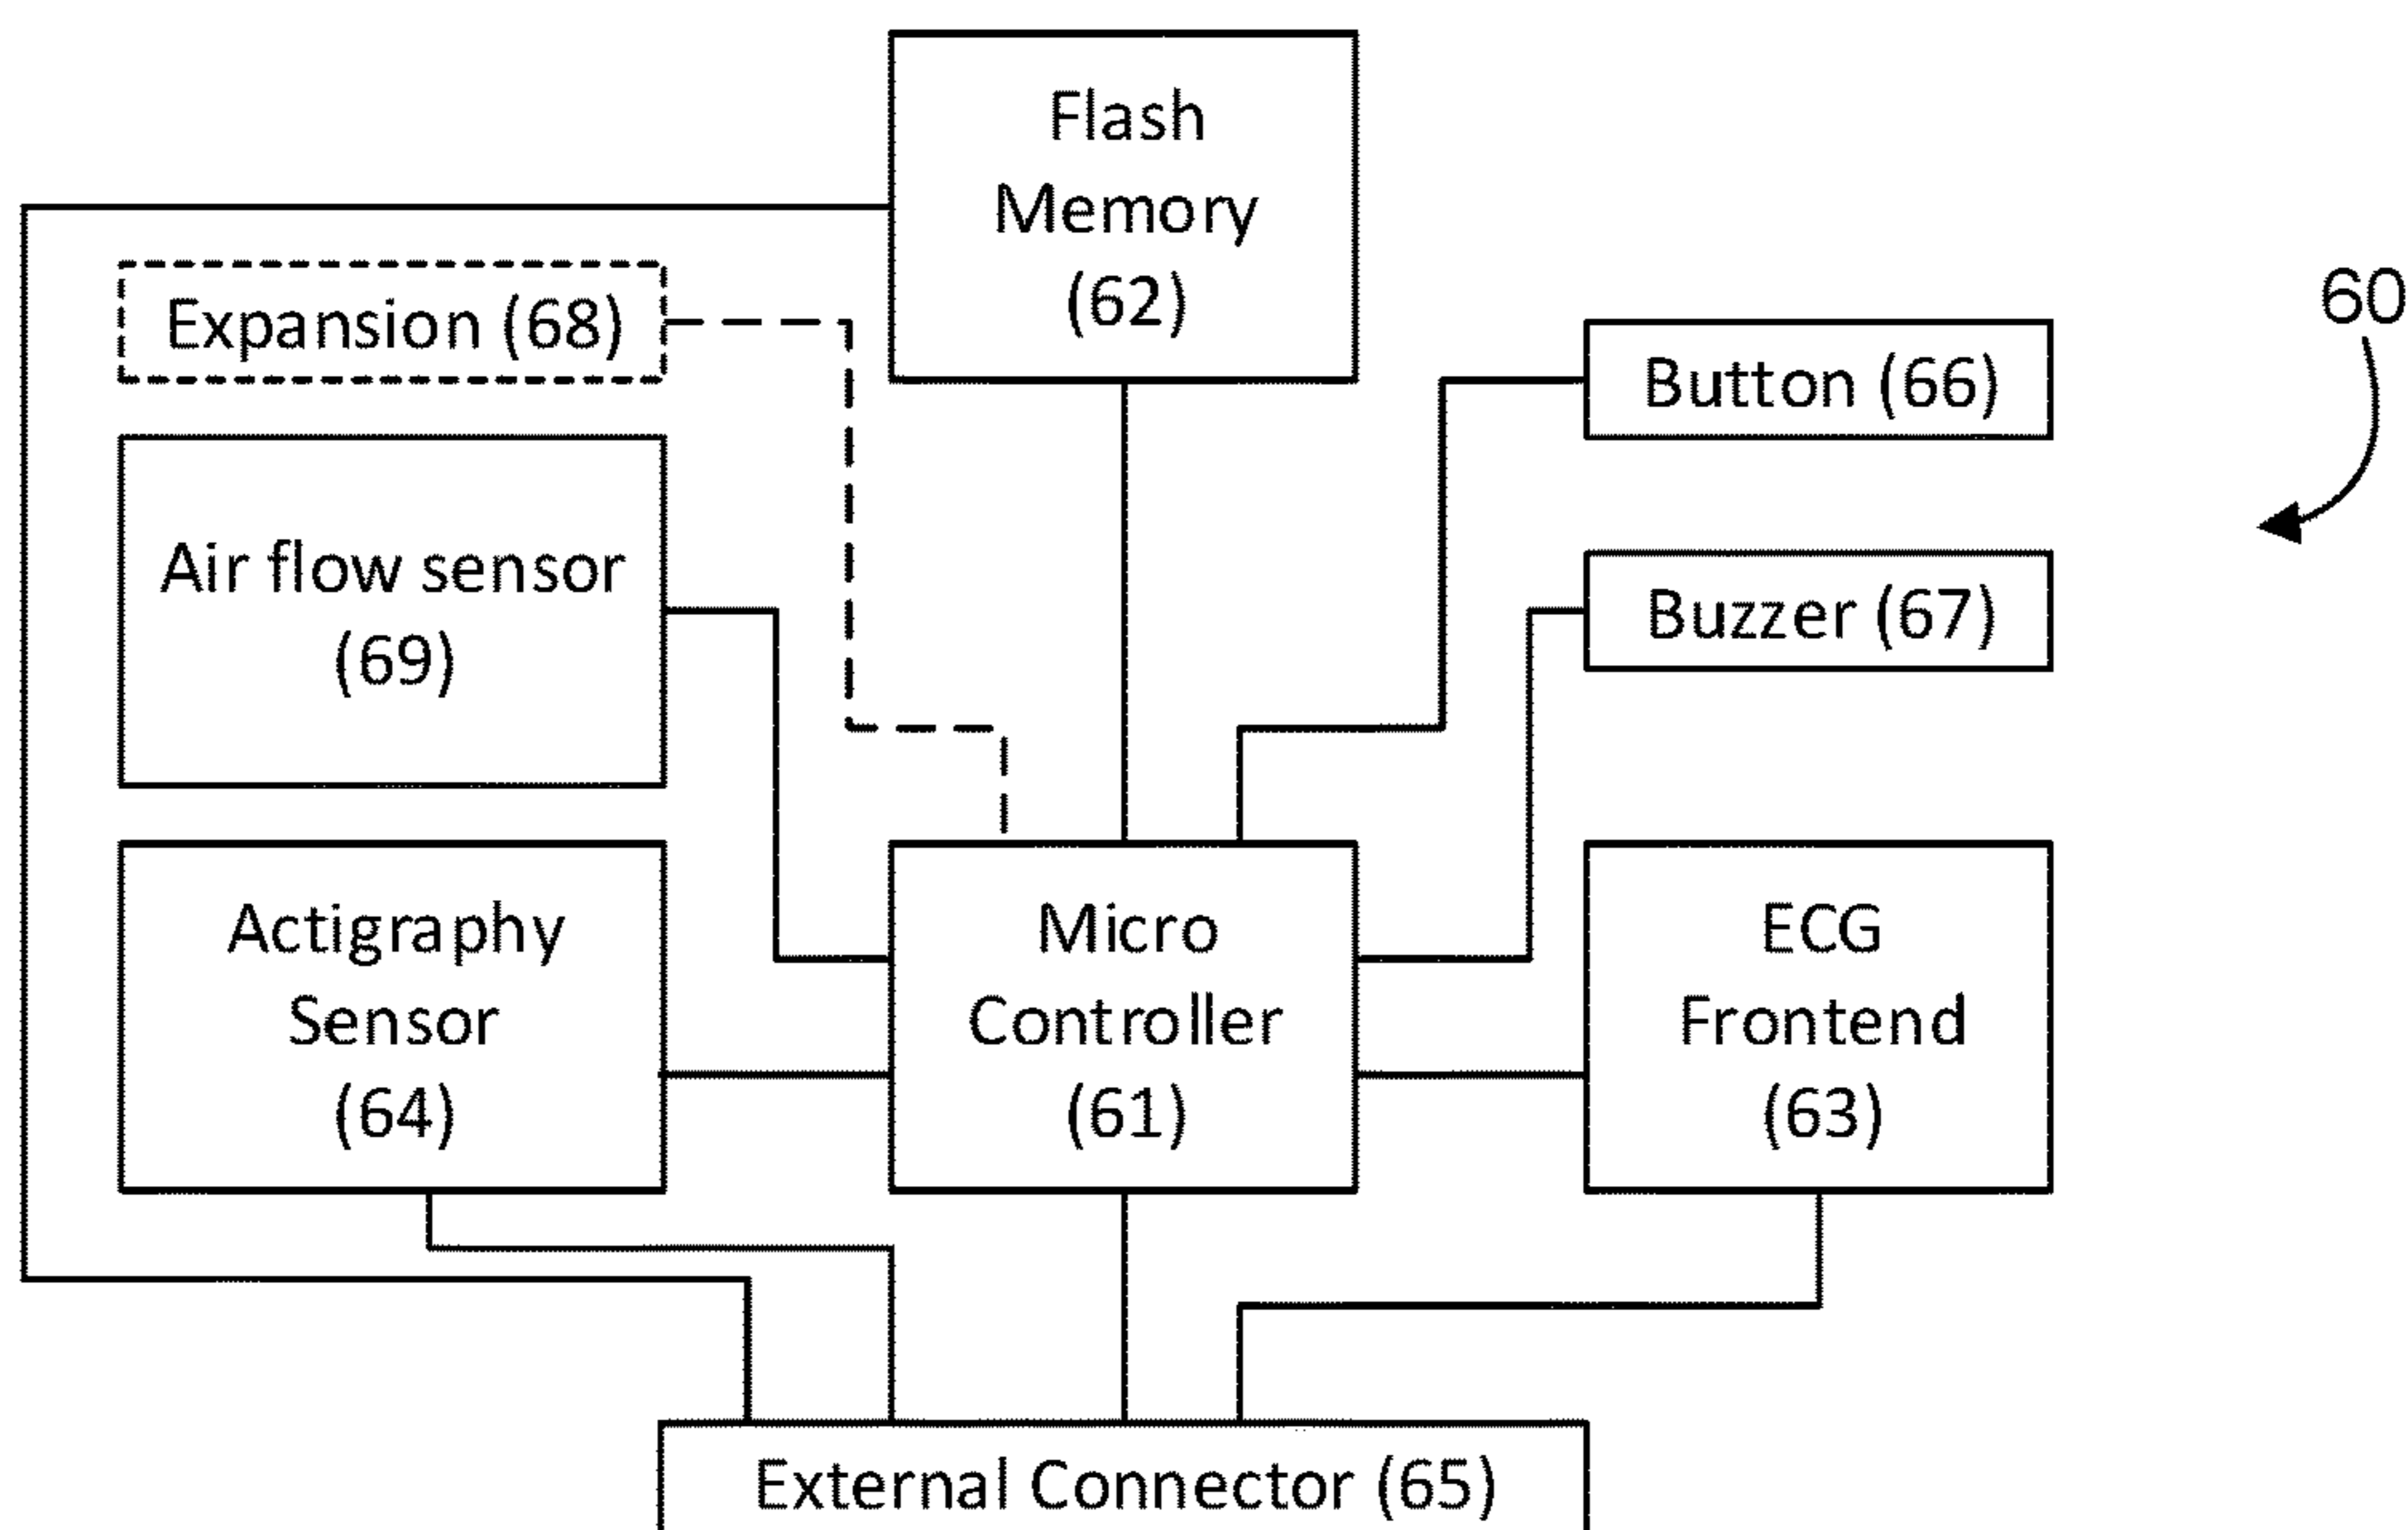 Flash
Memory
(62)
Expansion (68)
60
Button (66)
Air flow sensor
(69)
Buzzer (67)
Actigraphy
Sensor
(64)
Micro
Controller
(61)
ECG
Frontend
(63)
External Connector (65)